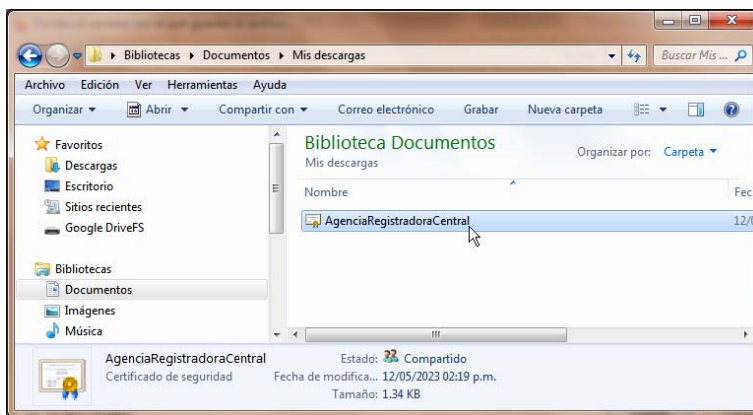 Bibliotecas Documentos Mis descargas Buscar Mis ...
Archivo Edición Ver Herramientas Ayuda
Organizar Abrir Compartir con Correo electrónico Grabar Nueva carpeta
Favoritos
Descargas
Escritorio
Sitios recientes
Google DriveFS
Bibliotecas
Documentos
Imágenes
Música
Biblioteca Documentos
Mis descargas
Organizar por: Carpeta
Nombre Fec
AgenciaRegistradoraCentral 12/0
AgenciaRegistradoraCentral Estado: Compartido
Certificado de seguridad Fecha de modifica... 12/05/2023 02:19 p.m.
Tamaño: 1.34 KB